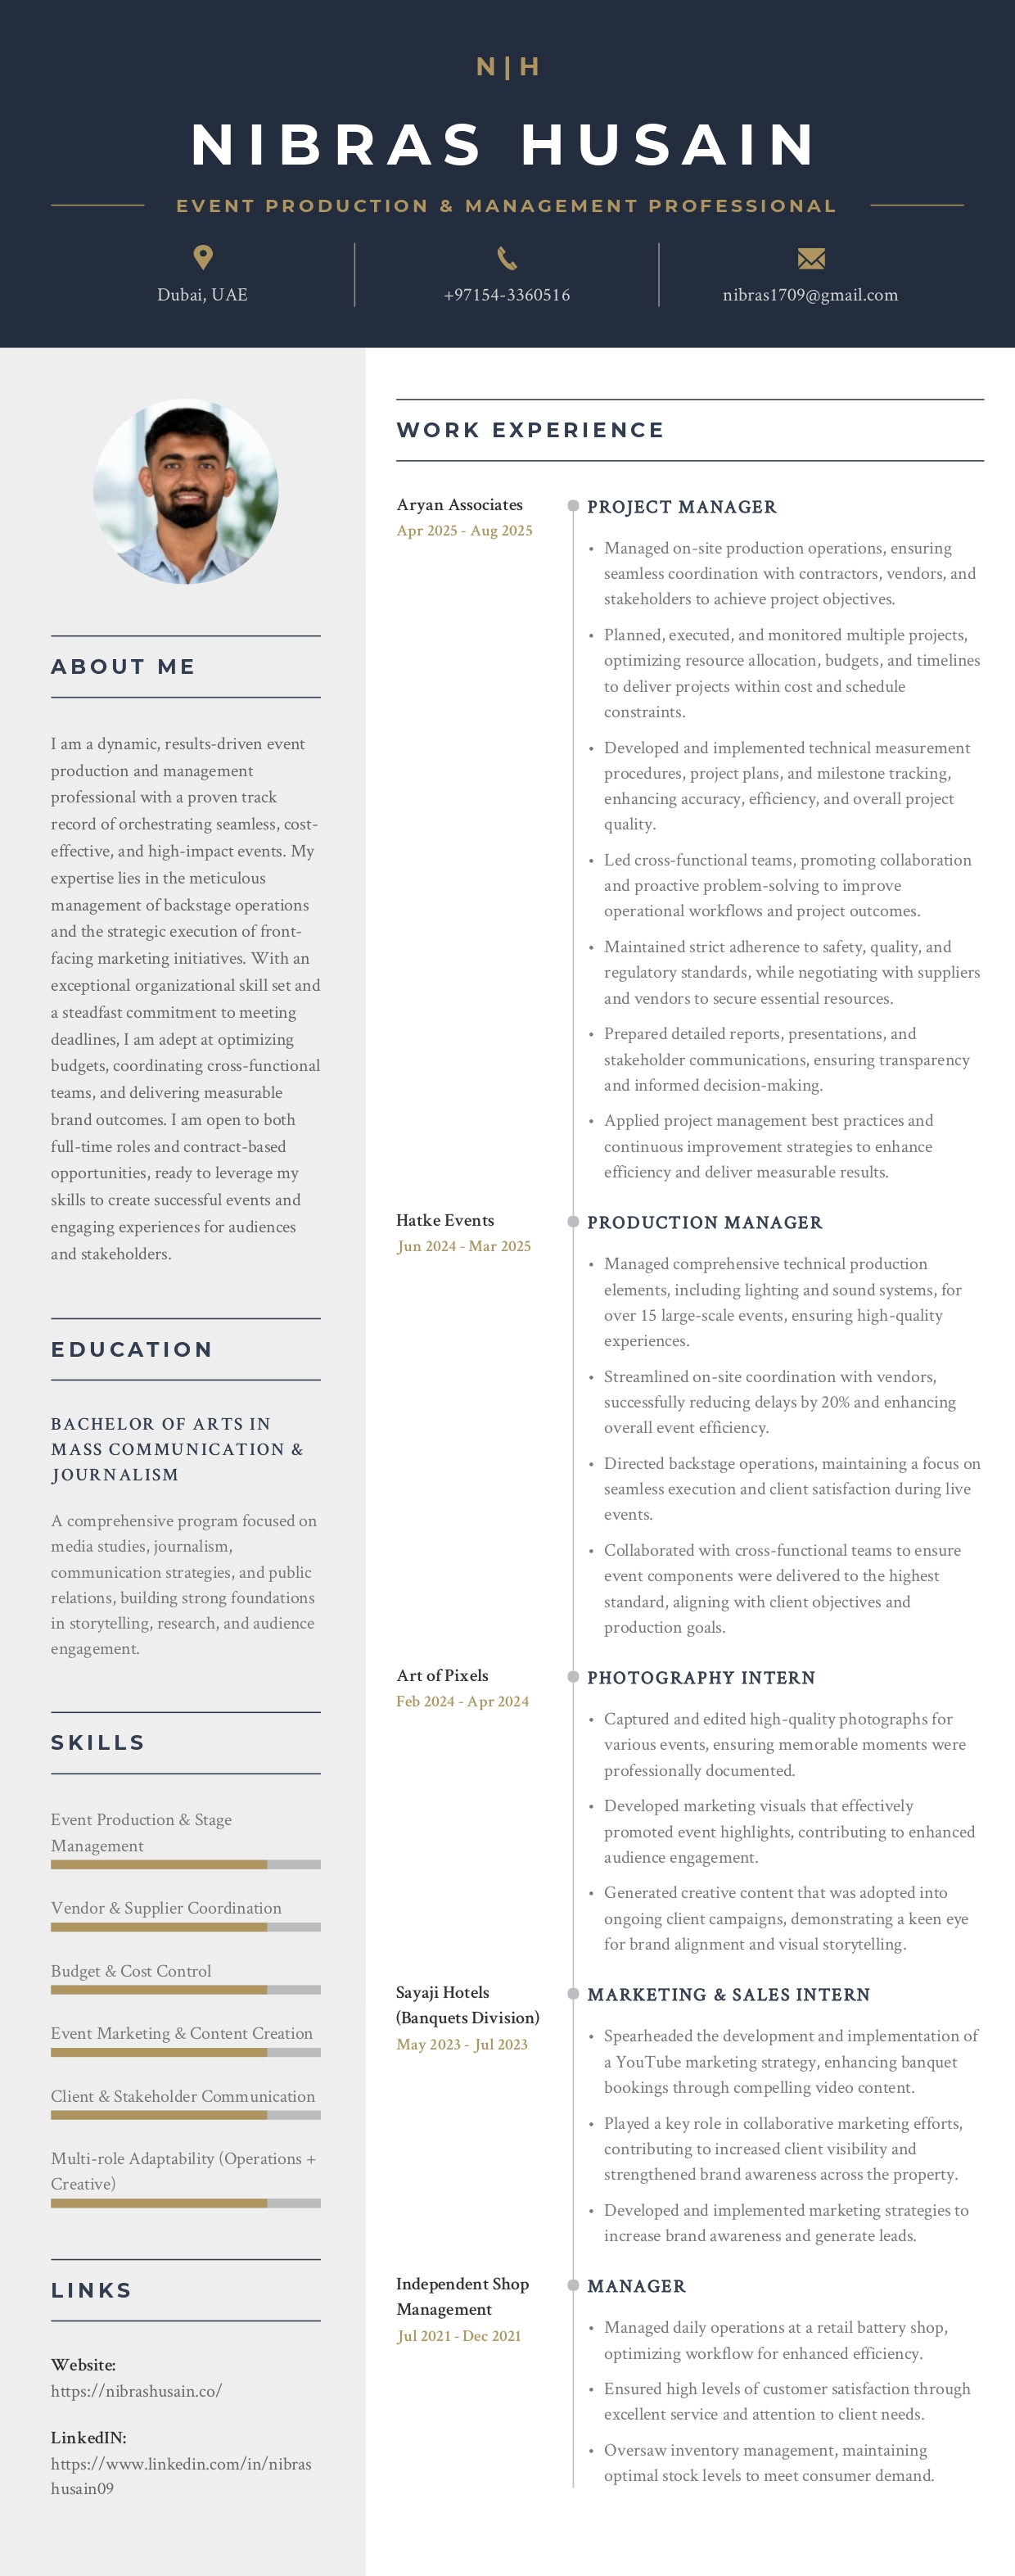 N|H
NIBRAS HUSAIN
EVENT PRODUCTION & MANAGEMENT PROFESSIONAL
Dubai, UAE
+97154-3360516
nibras1709@gmail.com
ABOUT ME
I am a dynamic, results-driven event
production and management
professional with a proven track
record of orchestrating seamless, cost-
effective, and high-impact events. My
expertise lies in the meticulous
management of backstage operations
and the strategic execution of front-
facing marketing initiatives. With an
exceptional organizational skill set and
a steadfast commitment to meeting
deadlines, I am adept at optimizing
budgets, coordinating cross-functional
teams, and delivering measurable
brand outcomes. I am open to both
full-time roles and contract-based
opportunities, ready to leverage my
skills to create successful events and
engaging experiences for audiences
and stakeholders.
EDUCATION
BACHELOR OF ARTS IN
MASS COMMUNICATION &
JOURNALISM
A comprehensive program focused on
media studies, journalism,
communication strategies, and public
relations, building strong foundations
in storytelling, research, and audience
engagement.
SKILLS
Event Production & Stage
Management
Vendor & Supplier Coordination
Budget & Cost Control
Event Marketing & Content Creation
Client & Stakeholder Communication
Multi-role Adaptability (Operations +
Creative)
LINKS
Website:
https://nibrashusain.co/
LinkedIN:
https://www.linkedin.com/in/nibras
husain09
WORK EXPERIENCE
Aryan Associates
Apr 2025 - Aug 2025
PROJECT MANAGER
• Managed on-site production operations, ensuring
seamless coordination with contractors, vendors, and
stakeholders to achieve project objectives.
• Planned, executed, and monitored multiple projects,
optimizing resource allocation, budgets, and timelines
to deliver projects within cost and schedule
constraints.
• Developed and implemented technical measurement
procedures, project plans, and milestone tracking,
enhancing accuracy, efficiency, and overall project
quality.
• Led cross-functional teams, promoting collaboration
and proactive problem-solving to improve
operational workflows and project outcomes.
• Maintained strict adherence to safety, quality, and
regulatory standards, while negotiating with suppliers
and vendors to secure essential resources.
• Prepared detailed reports, presentations, and
stakeholder communications, ensuring transparency
and informed decision-making.
• Applied project management best practices and
continuous improvement strategies to enhance
efficiency and deliver measurable results.
Hatke Events
Jun 2024 - Mar 2025
PRODUCTION MANAGER
• Managed comprehensive technical production
elements, including lighting and sound systems, for
over 15 large-scale events, ensuring high-quality
experiences.
• Streamlined on-site coordination with vendors,
successfully reducing delays by 20% and enhancing
overall event efficiency.
• Directed backstage operations, maintaining a focus on
seamless execution and client satisfaction during live
events.
• Collaborated with cross-functional teams to ensure
event components were delivered to the highest
standard, aligning with client objectives and
production goals.
Art of Pixels
Feb 2024 - Apr 2024
PHOTOGRAPHY INTERN
• Captured and edited high-quality photographs for
various events, ensuring memorable moments were
professionally documented.
• Developed marketing visuals that effectively
promoted event highlights, contributing to enhanced
audience engagement.
• Generated creative content that was adopted into
ongoing client campaigns, demonstrating a keen eye
for brand alignment and visual storytelling.
Sayaji Hotels
(Banquets Division)
May 2023 - Jul 2023
MARKETING & SALES INTERN
• Spearheaded the development and implementation of
a YouTube marketing strategy, enhancing banquet
bookings through compelling video content.
• Played a key role in collaborative marketing efforts,
contributing to increased client visibility and
strengthened brand awareness across the property.
• Developed and implemented marketing strategies to
increase brand awareness and generate leads.
Independent Shop
Management
Jul 2021 - Dec 2021
MANAGER
• Managed daily operations at a retail battery shop,
optimizing workflow for enhanced efficiency.
• Ensured high levels of customer satisfaction through
excellent service and attention to client needs.
• Oversaw inventory management, maintaining
optimal stock levels to meet consumer demand.